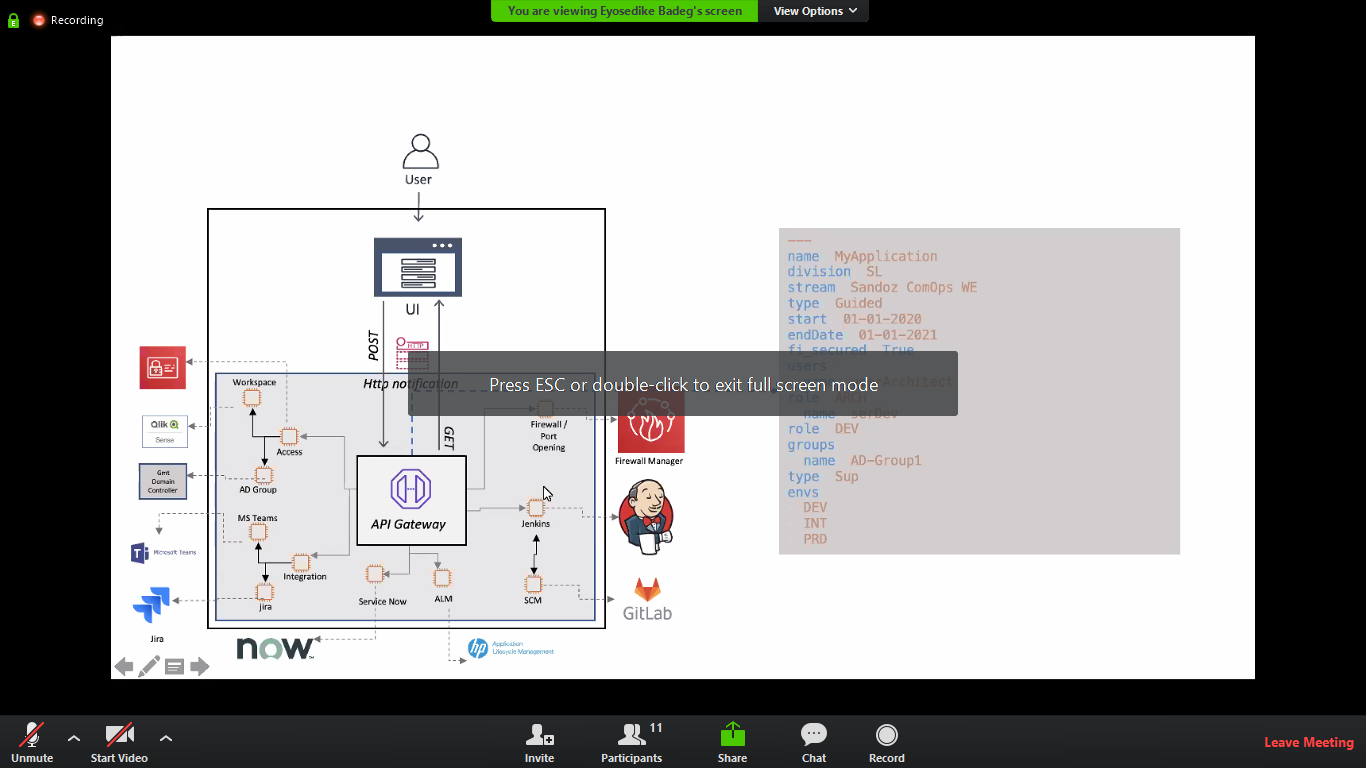 Recording
You are viewing Eyosedike Badeg's screen
View Options
User
UI
POST
HTTP
Http notification
GET
Workspace
Access
AD Group
MS Teams
Integration
jira
API Gateway
Service Now
ALM
Firewall /
Port
Opening
Jenkins
SCM
Qlik
Sense
Domain
Controller
Microsoft Teams
Jira
now
hp
Application
Lifecycle Management
Firewall Manager
GitLab
---
name MyApplication
division SL
stream Sandoz ComOps WE
type Guided
start 01-01-2020
endDate 01-01-2021
fi_secured True
users
Architect
role ARCH
name
role DEV
groups
name AD-Group1
type Sup
envs
DEV
INT
PRD
Press ESC or double-click to exit full screen mode
Unmute
Start Video
Invite
Participants
11
Share
Chat
Record
Leave Meeting